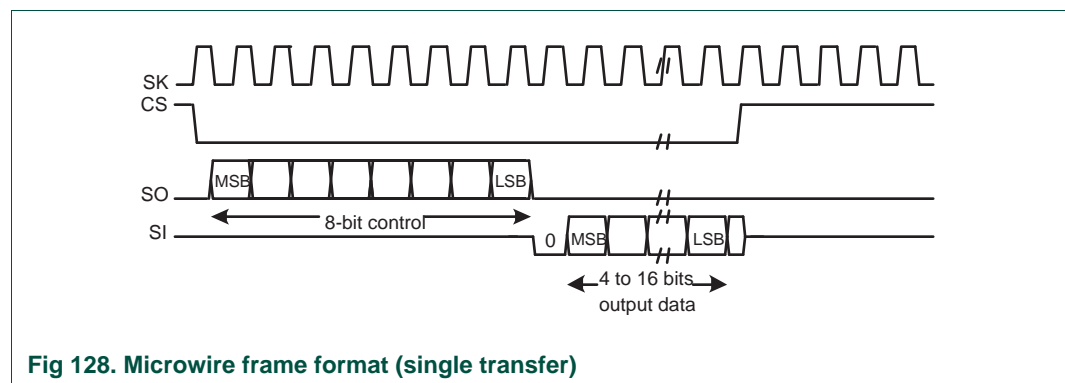 SK
CS
MSB
LSB
SO
8-bit control
SI
0
MSB
LSB
4 to 16 bits
output data
Fig 128. Microwire frame format (single transfer)